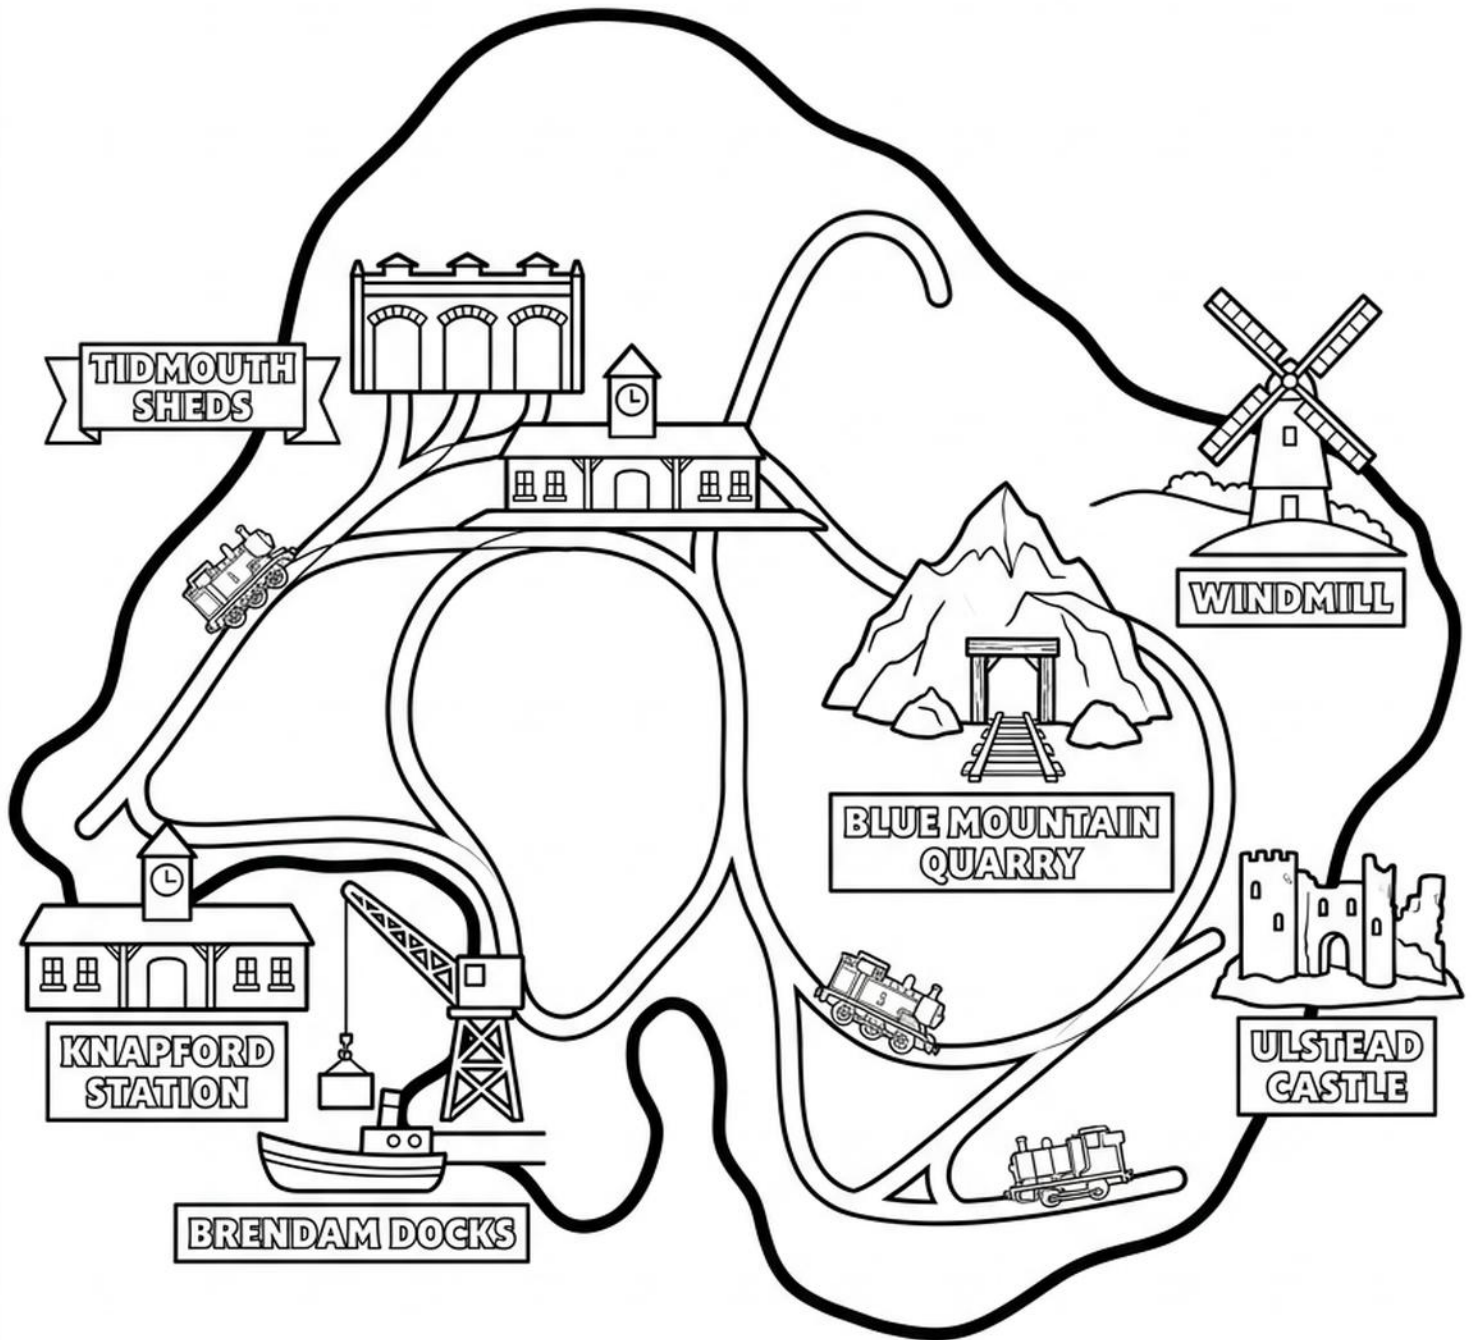 TIDMOUTH
SHEDS
WINDMILL
BLUE MOUNTAIN
QUARRY
KNAPFORD
STATION
ULSTEAD
CASTLE
BRENDAM DOCKS